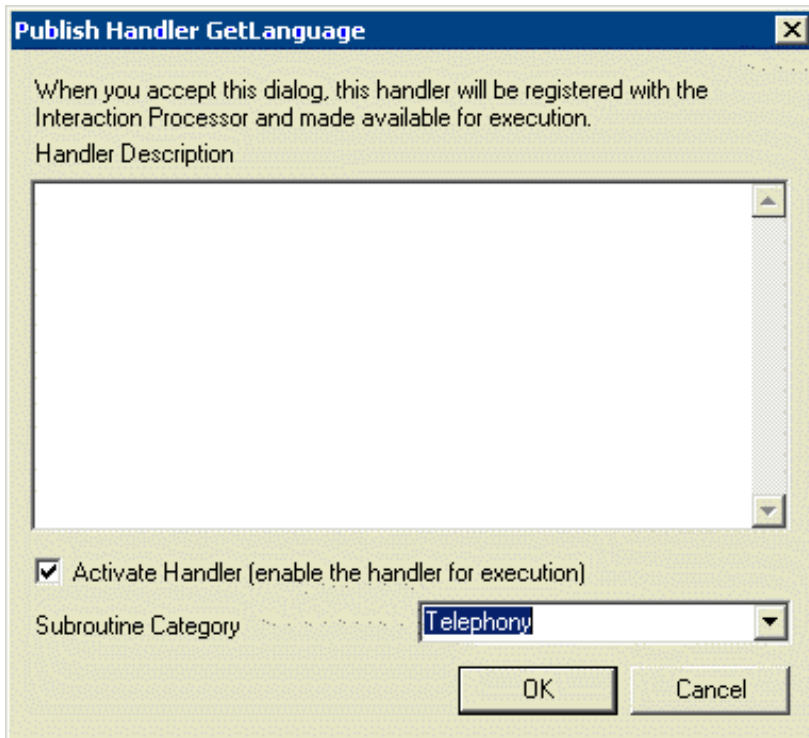 Publish Handler GetLanguage
When you accept this dialog, this handler will be registered with the
Interaction Processor and made available for execution.
Handler Description
Activate Handler (enable the handler for execution)
Subroutine Category Telephony
OK Cancel